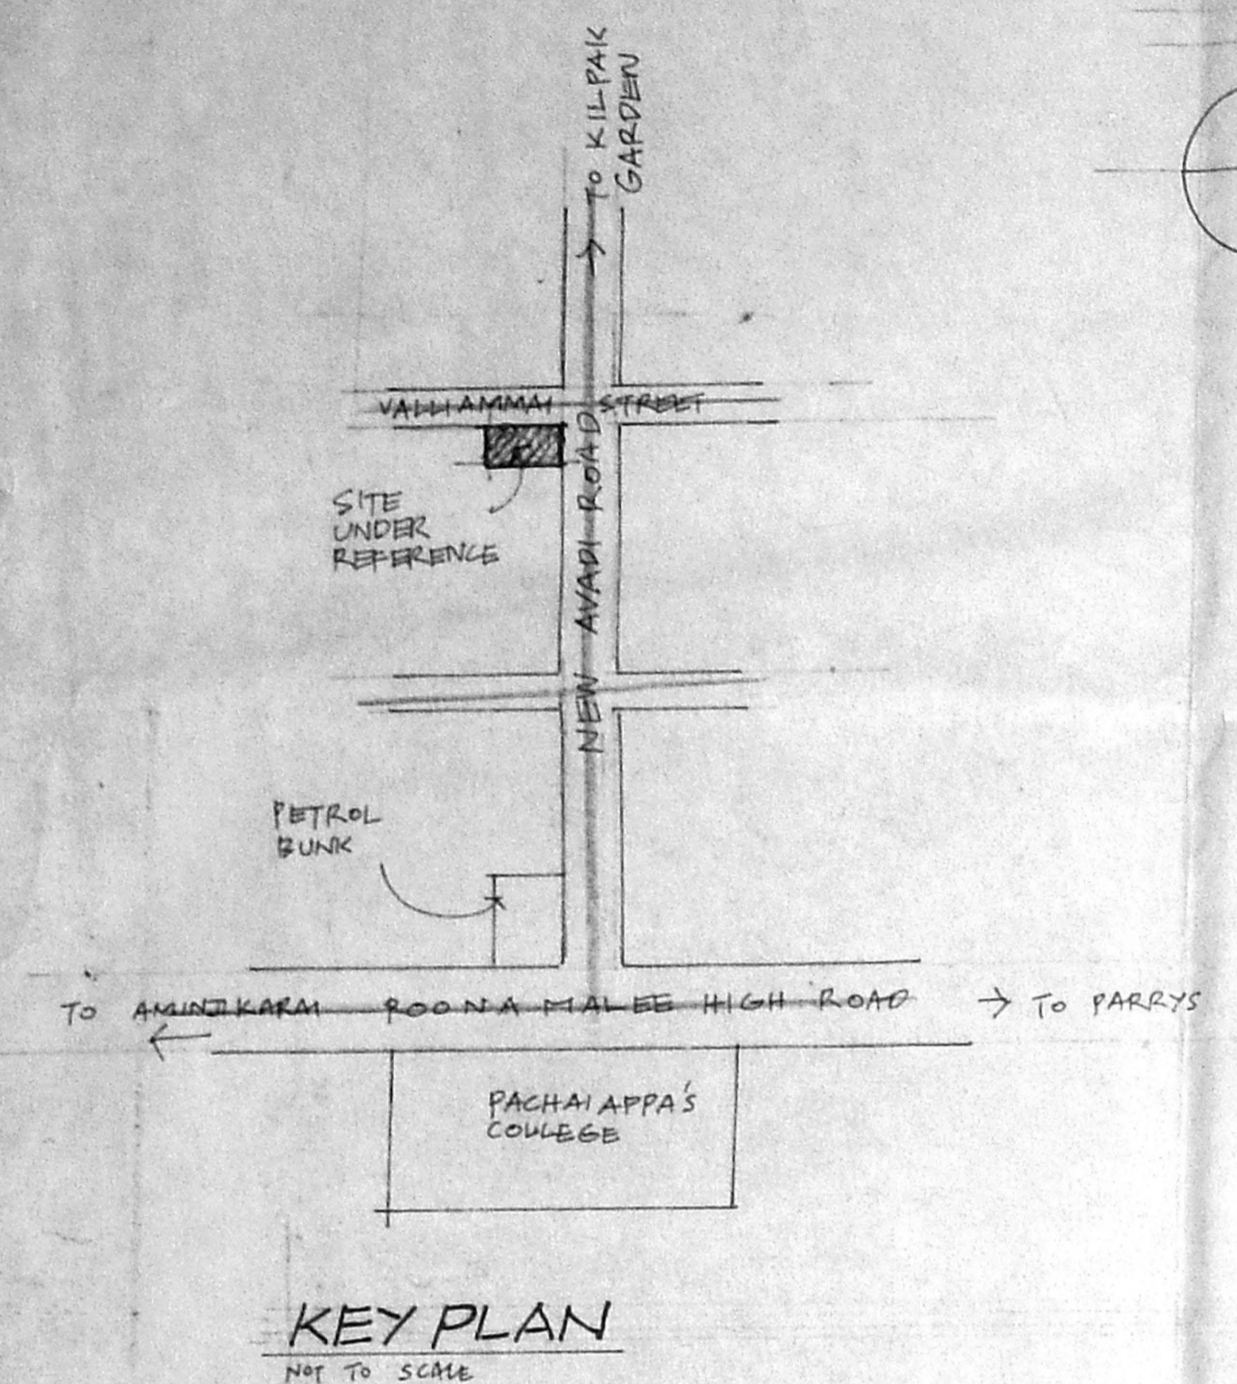 TO KILPAK
GARDEN
VALLIAMMAI STREET
SITE
UNDER
REFERENCE
NEW AVADI ROAD
PETROL
BUNK
TO AMINJIKARAI POONAMALEE HIGH ROAD → TO PARRYS
PACHAIAPPA'S
COLLEGE
KEY PLAN
NOT TO SCALE